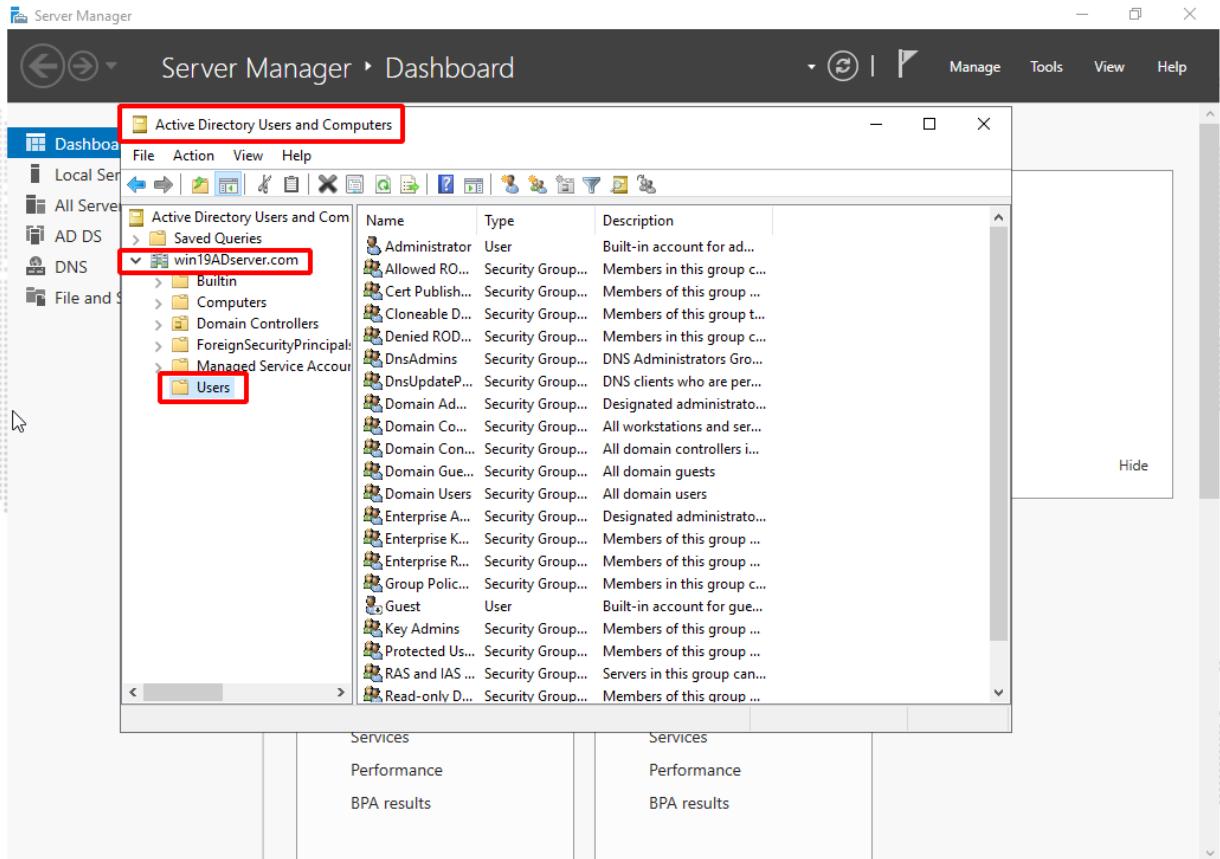 Server Manager
Server Manager ‣ Dashboard
Manage Tools View Help
Active Directory Users and Computers
File Action View Help
Dashboa
Local Ser
All Server
AD DS
DNS
File and S
Active Directory Users and Com
Saved Queries
win19ADserver.com
Builtin
Computers
Domain Controllers
ForeignSecurityPrincipals
Managed Service Accour
Users
Name Type Description
Administrator User Built-in account for ad...
Allowed RO... Security Group... Members in this group c...
Cert Publish... Security Group... Members of this group ...
Cloneable D... Security Group... Members of this group t...
Denied ROD... Security Group... Members in this group c...
DnsAdmins Security Group... DNS Administrators Gro...
DnsUpdateP... Security Group... DNS clients who are per...
Domain Ad... Security Group... Designated administrato...
Domain Co... Security Group... All workstations and ser...
Domain Con... Security Group... All domain controllers i...
Domain Gue... Security Group... All domain guests
Domain Users Security Group... All domain users
Enterprise A... Security Group... Designated administrato...
Enterprise K... Security Group... Members of this group ...
Enterprise R... Security Group... Members of this group ...
Group Polic... Security Group... Members in this group c...
Guest User Built-in account for gue...
Key Admins Security Group... Members of this group ...
Protected Us... Security Group... Members of this group ...
RAS and IAS ... Security Group... Servers in this group can...
Read-only D... Security Group... Members of this group ...
Hide
Services Services
Performance Performance
BPA results BPA results